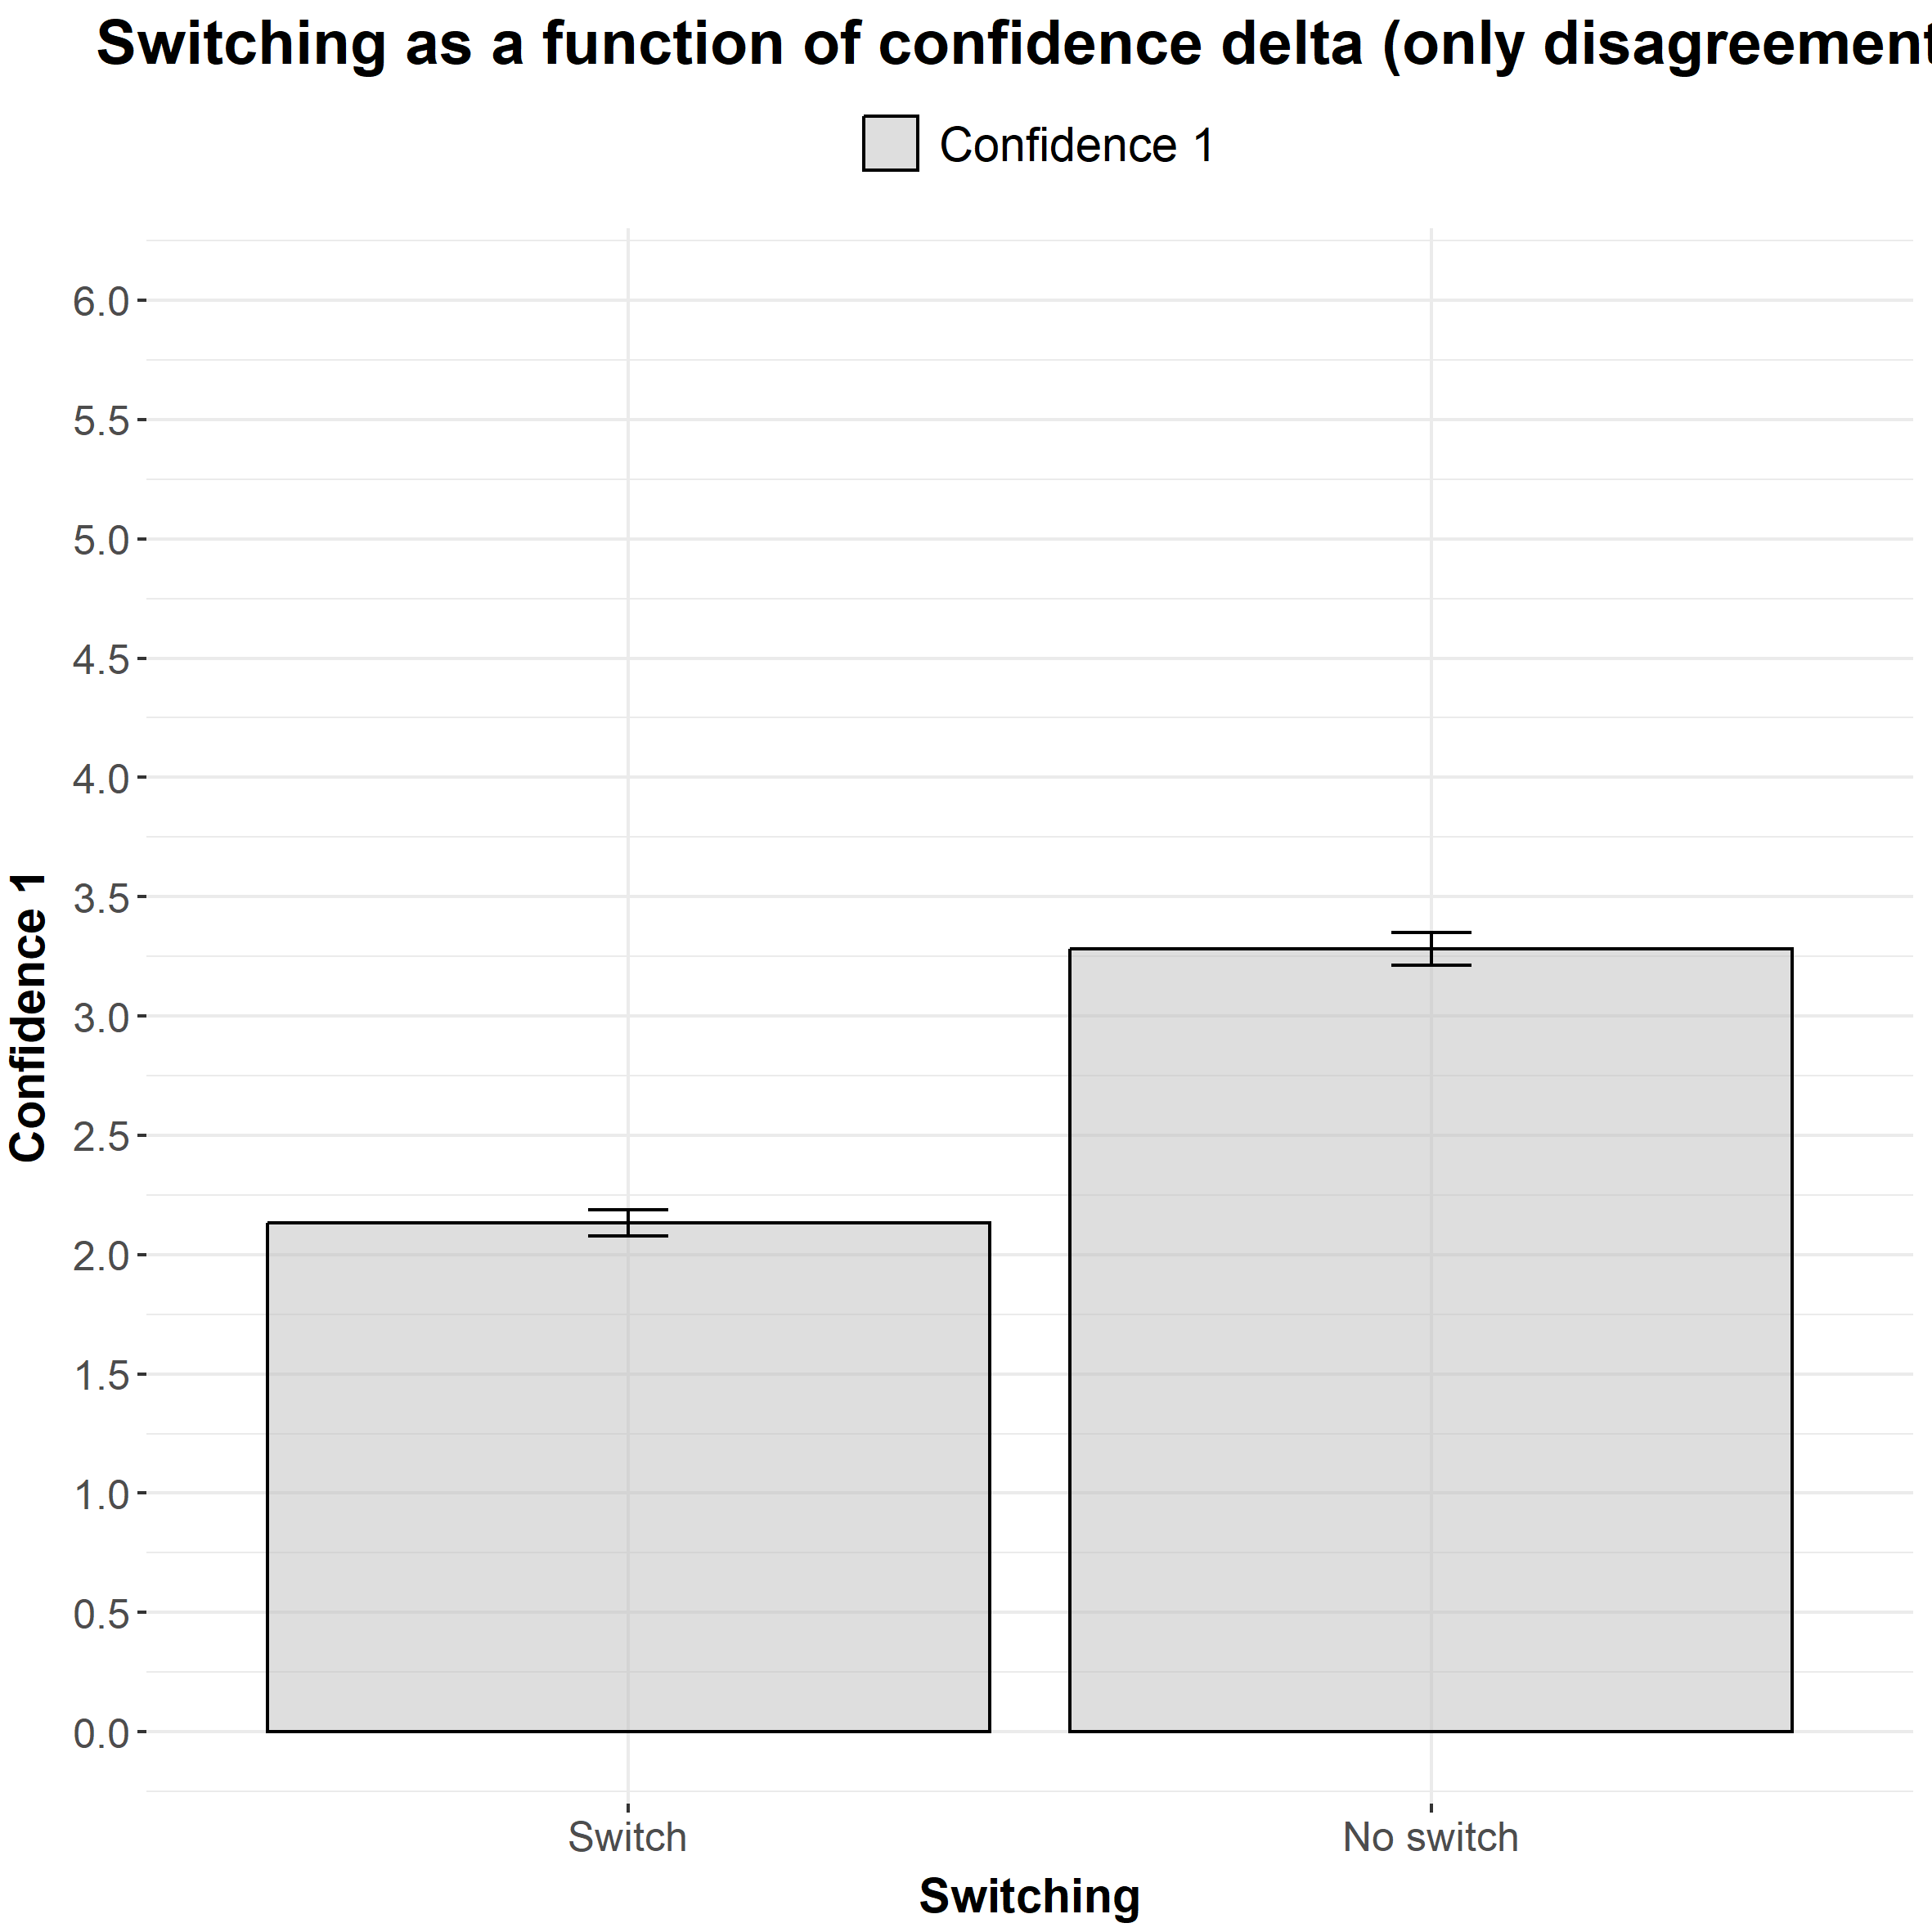 Switching as a function of confidence delta (only disagreement
Confidence 1
6.0
5.5
5.0
4.5
4.0
3.5
3.0
2.5
2.0
1.5
1.0
0.5
0.0
Confidence 1
Switch
No switch
Switching